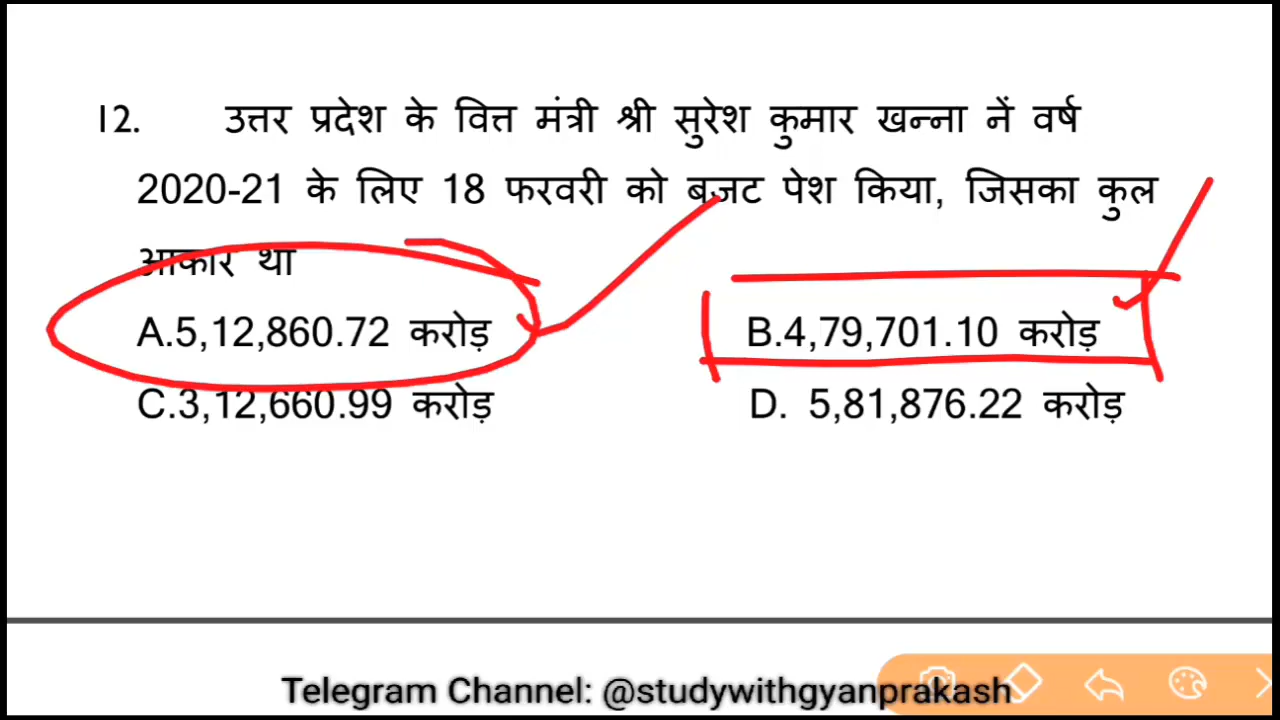 12. उत्तर प्रदेश के वित्त मंत्री श्री सुरेश कुमार खन्ना नें वर्ष
2020-21 के लिए 18 फरवरी को बजट पेश किया, जिसका कुल
आकार था
A.5,12,860.72 करोड़ B.4,79,701.10 करोड़
C.3,12,660.99 करोड़ D. 5,81,876.22 करोड़
Telegram Channel: @studywithgyanprakash